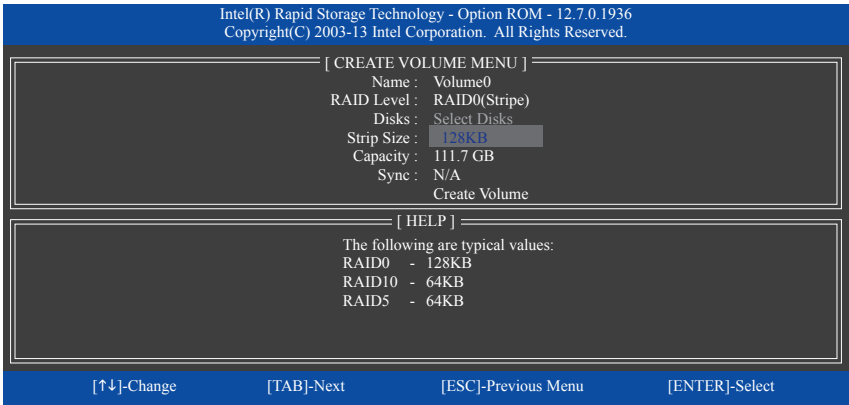 Intel(R) Rapid Storage Technology - Option ROM - 12.7.0.1936
Copyright(C) 2003-13 Intel Corporation. All Rights Reserved.
[ CREATE VOLUME MENU ]
Name : Volume0
RAID Level : RAID0(Stripe)
Disks : Select Disks
Strip Size : 128KB
Capacity : 111.7 GB
Sync : N/A
Create Volume
[ HELP ]
The following are typical values:
RAID0 - 128KB
RAID10 - 64KB
RAID5 - 64KB
[↑↓]-Change [TAB]-Next [ESC]-Previous Menu [ENTER]-Select